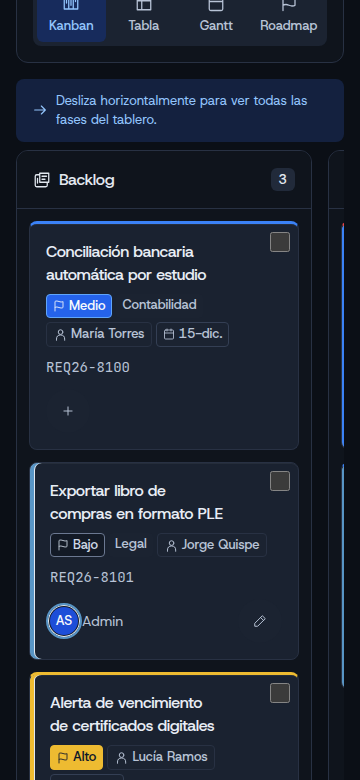 Kanban
Tabla
Gantt
Roadmap
Desliza horizontalmente para ver todas las
fases del tablero.
Backlog
3
Conciliación bancaria
automática por estudio
Medio
Contabilidad
María Torres
15-dic.
REQ26-8100
Exportar libro de
compras en formato PLE
Bajo
Legal
Jorge Quispe
REQ26-8101
AS
Admin
Alerta de vencimiento
de certificados digitales
Alto
Lucía Ramos